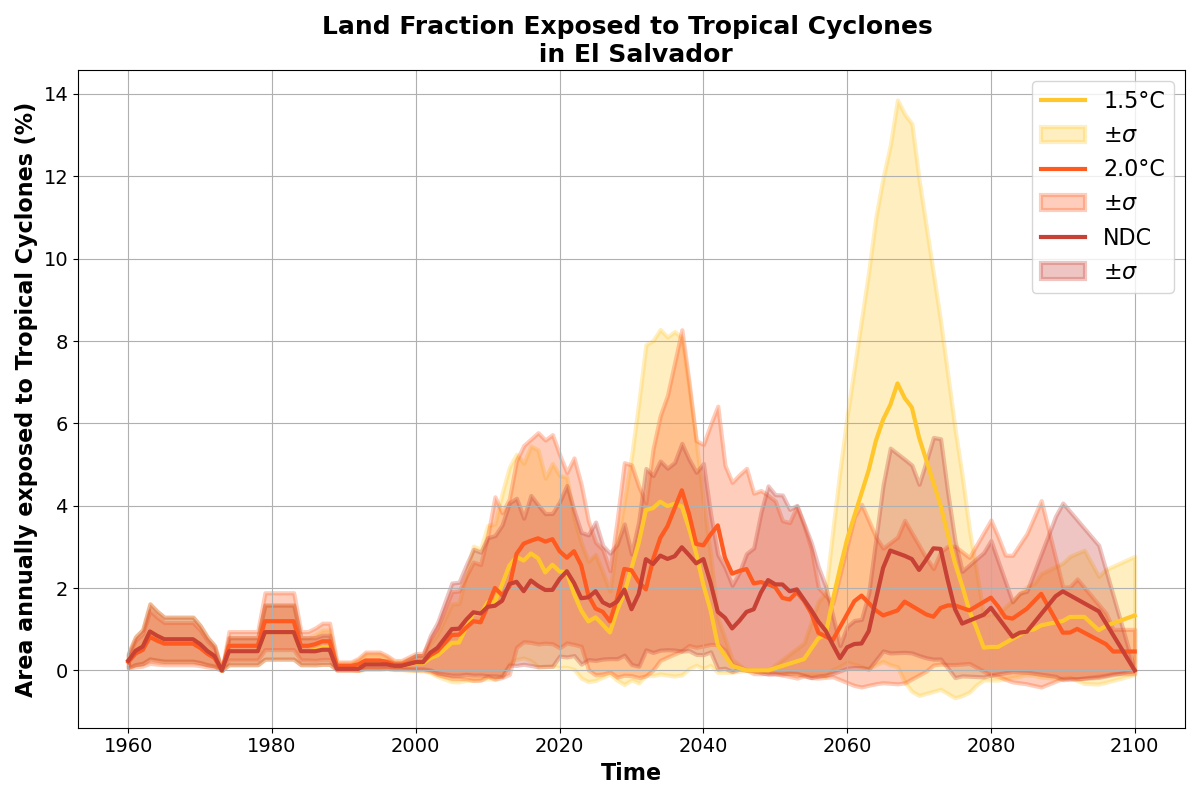 Land Fraction Exposed to Tropical Cyclones
in El Salvador
Area annually exposed to Tropical Cyclones (%)
14
12
10
8
6
4
2
0
1960 1980 2000 2020 2040 2060 2080 2100
Time
1.5°C
±σ
2.0°C
±σ
NDC
±σ